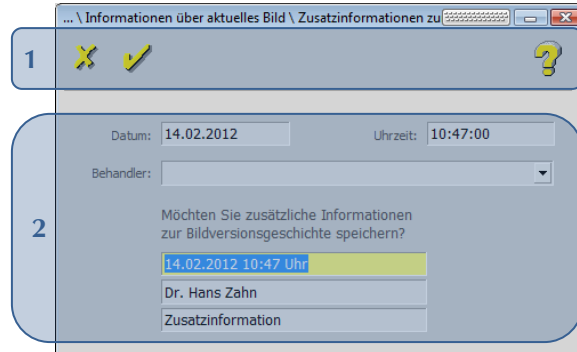 ... \ Informationen über aktuelles Bild \ Zusatzinformationen zu
1
Datum: 14.02.2012 Uhrzeit: 10:47:00
Behandler:
2
Möchten Sie zusätzliche Informationen
zur Bildversionsgeschichte speichern?
14.02.2012 10:47 Uhr
Dr. Hans Zahn
Zusatzinformation